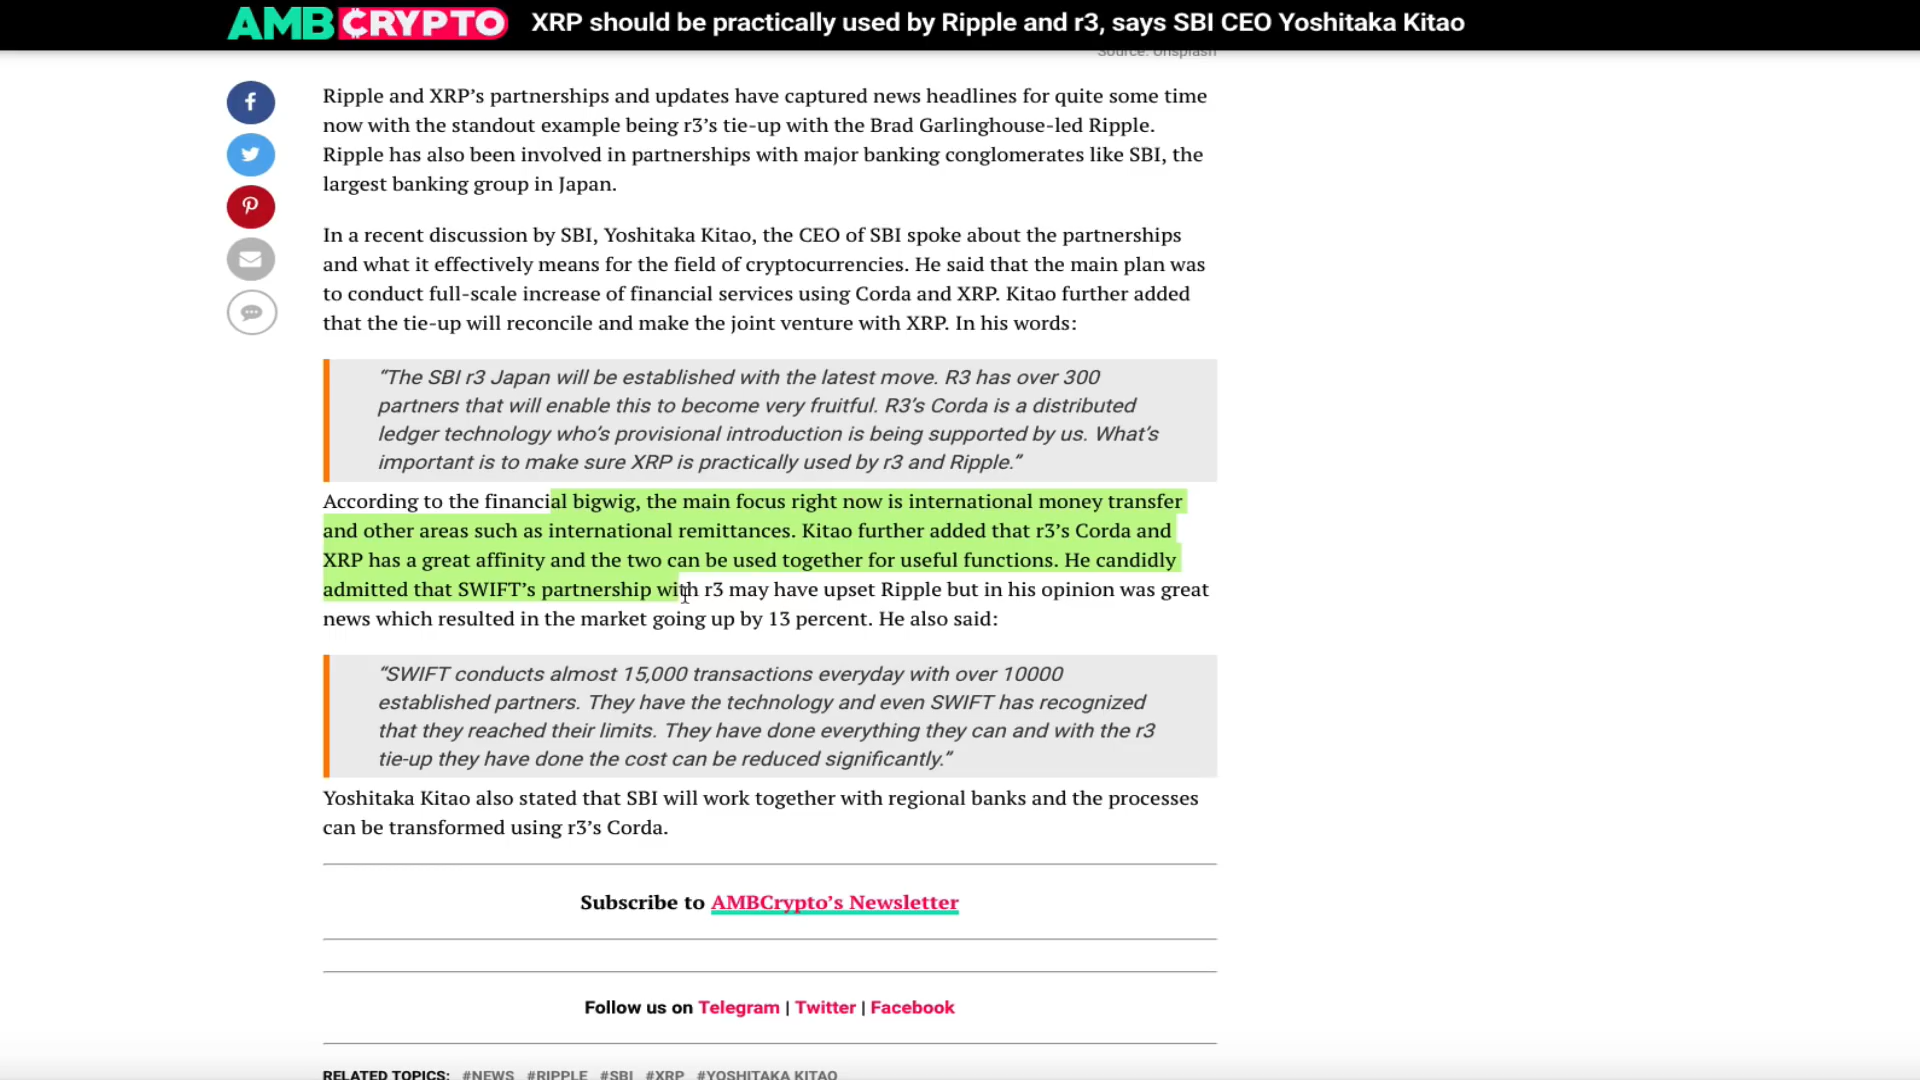 AMBCRYPTO XRP should be practically used by Ripple and r3, says SBI CEO Yoshitaka Kitao
Source: Unsplash
Ripple and XRP’s partnerships and updates have captured news headlines for quite some time
now with the standout example being r3’s tie-up with the Brad Garlinghouse-led Ripple.
Ripple has also been involved in partnerships with major banking conglomerates like SBI, the
largest banking group in Japan.
In a recent discussion by SBI, Yoshitaka Kitao, the CEO of SBI spoke about the partnerships
and what it effectively means for the field of cryptocurrencies. He said that the main plan was
to conduct full-scale increase of financial services using Corda and XRP. Kitao further added
that the tie-up will reconcile and make the joint venture with XRP. In his words:
“The SBI r3 Japan will be established with the latest move. R3 has over 300
partners that will enable this to become very fruitful. R3’s Corda is a distributed
ledger technology who’s provisional introduction is being supported by us. What’s
important is to make sure XRP is practically used by r3 and Ripple.”
According to the financial bigwig, the main focus right now is international money transfer
and other areas such as international remittances. Kitao further added that r3’s Corda and
XRP has a great affinity and the two can be used together for useful functions. He candidly
admitted that SWIFT’s partnership with r3 may have upset Ripple but in his opinion was great
news which resulted in the market going up by 13 percent. He also said:
“SWIFT conducts almost 15,000 transactions everyday with over 10000
established partners. They have the technology and even SWIFT has recognized
that they reached their limits. They have done everything they can and with the r3
tie-up they have done the cost can be reduced significantly.”
Yoshitaka Kitao also stated that SBI will work together with regional banks and the processes
can be transformed using r3’s Corda.
Subscribe to AMBCrypto’s Newsletter
Follow us on Telegram | Twitter | Facebook
RELATED TOPICS: #NEWS #RIPPLE #SBI #XRP #YOSHITAKA KITAO